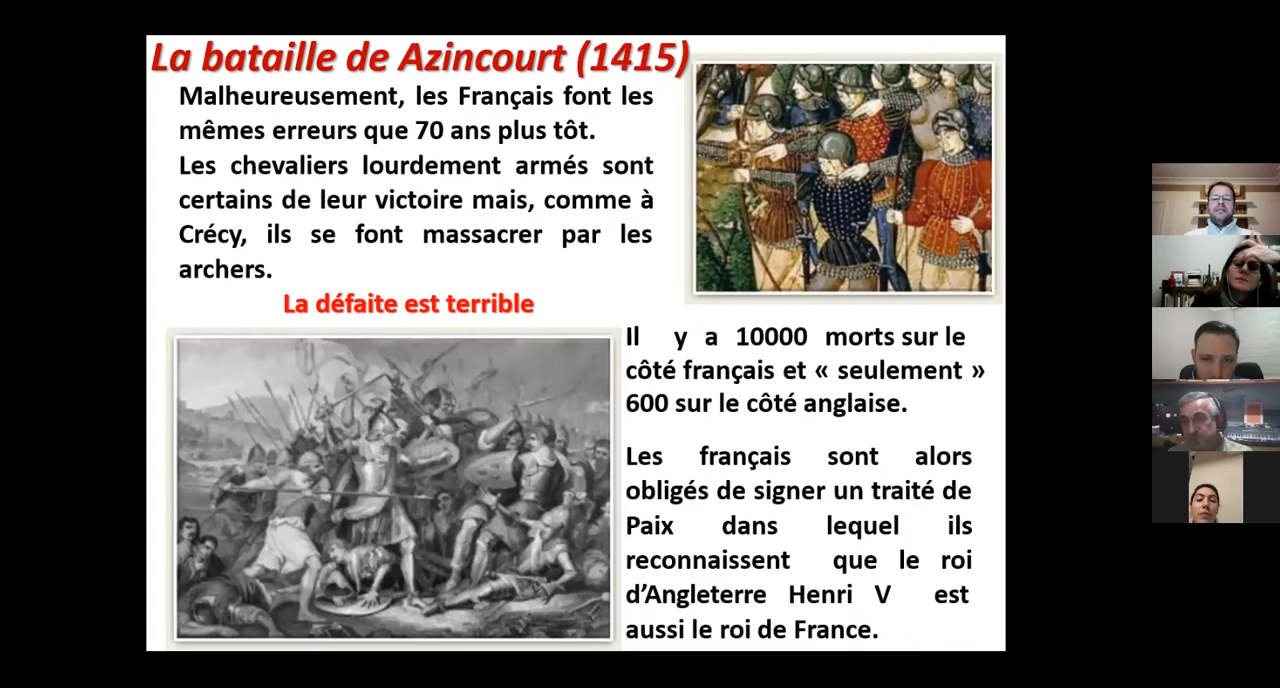 La bataille de Azincourt (1415)
Malheureusement, les Français font les
mêmes erreurs que 70 ans plus tôt.
Les chevaliers lourdement armés sont
certains de leur victoire mais, comme à
Crécy, ils se font massacrer par les
archers.
La défaite est terrible
Il y a 10000 morts sur le
côté français et « seulement »
600 sur le côté anglaise.
Les français sont alors
obligés de signer un traité de
Paix dans lequel ils
reconnaissent que le roi
d'Angleterre Henri V est
aussi le roi de France.